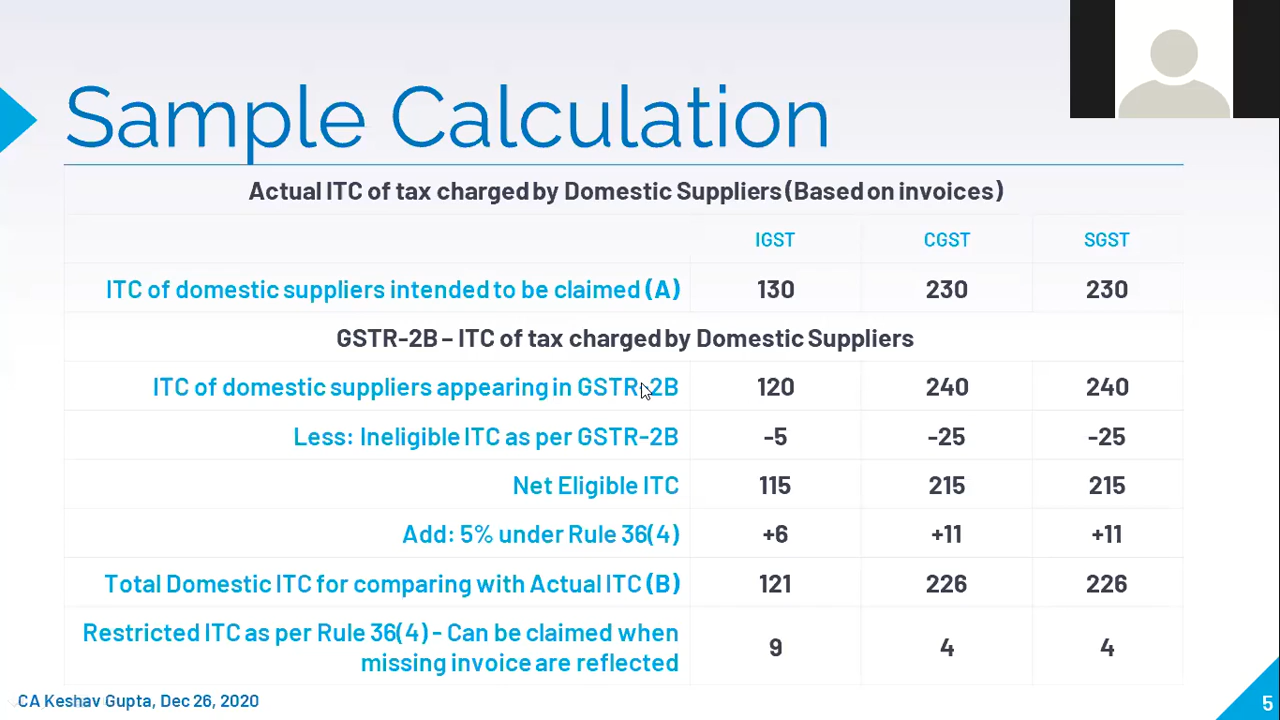 Sample Calculation
Actual ITC of tax charged by Domestic Suppliers (Based on invoices)
IGST CGST SGST
ITC of domestic suppliers intended to be claimed (A) 130 230 230
GSTR-2B – ITC of tax charged by Domestic Suppliers
ITC of domestic suppliers appearing in GSTR-2B 120 240 240
Less: Ineligible ITC as per GSTR-2B -5 -25 -25
Net Eligible ITC 115 215 215
Add: 5% under Rule 36(4) +6 +11 +11
Total Domestic ITC for comparing with Actual ITC (B) 121 226 226
Restricted ITC as per Rule 36(4) - Can be claimed when
missing invoice are reflected 9 4 4
CA Keshav Gupta, Dec 26, 2020
5